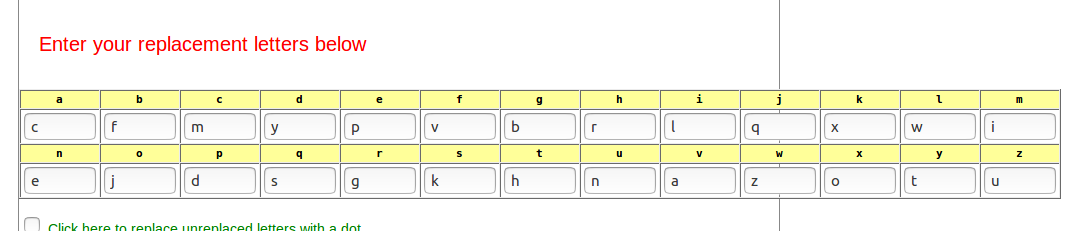 Enter your replacement letters below
a b c d e f g h i j k l m
c f m y p v b r l q x w i
n o p q r s t u v w x y z
e j d s g k h n a z o t u
Click here to replace unreplaced letters with a dot